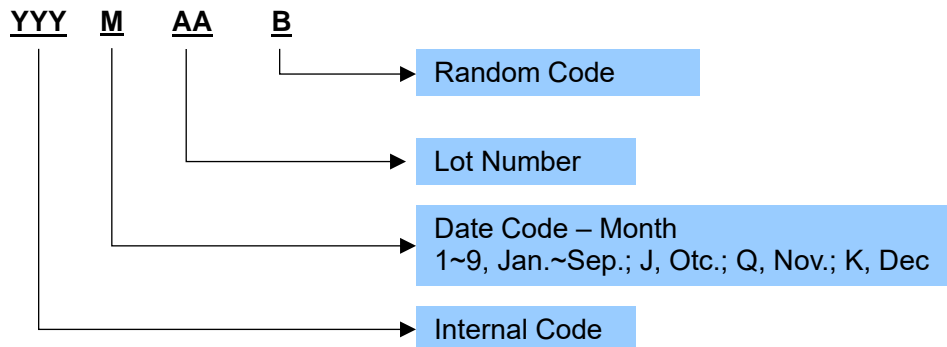 YYY M AA B
Random Code
Lot Number
Date Code – Month
1~9, Jan.~Sep.; J, Otc.; Q, Nov.; K, Dec
Internal Code